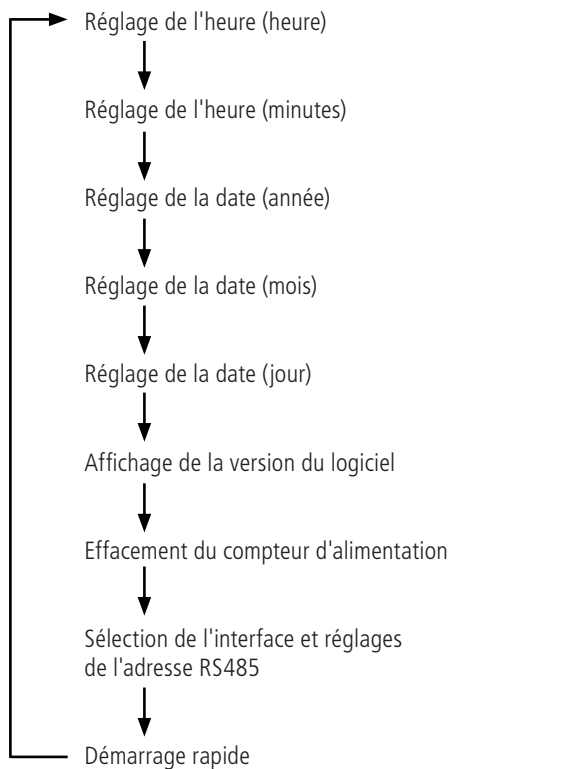 Réglage de l'heure (heure)
Réglage de l'heure (minutes)
Réglage de la date (année)
Réglage de la date (mois)
Réglage de la date (jour)
Affichage de la version du logiciel
Effacement du compteur d'alimentation
Sélection de l'interface et réglages
de l'adresse RS485
Démarrage rapide